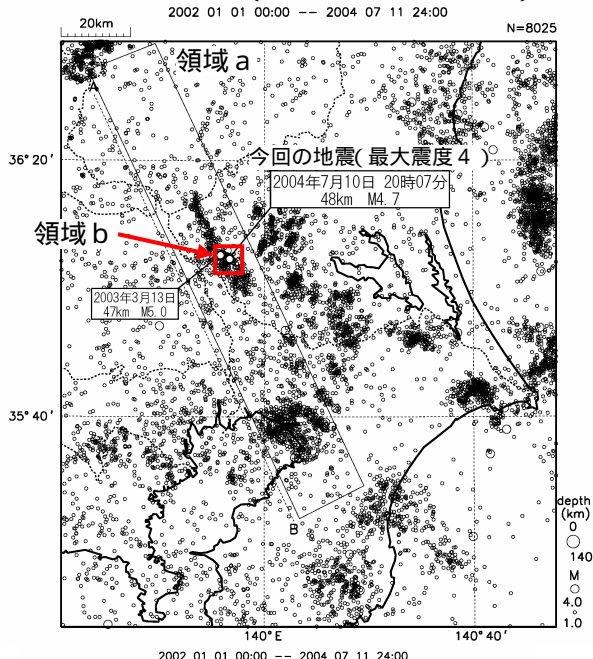 2002 01 01 00:00 -- 2004 07 11 24:00
20km
N=8025
領域a
A
36°20′
今回の地震(最大震度4)
2004年7月10日 20時07分
48km M4.7
領域b
2003年3月13日
47km M5.0
35°40′
B
depth
(km)
0
140
M
4.0
1.0
140°E
140°40′
2002 01 01 00:00 -- 2004 07 11 24:00